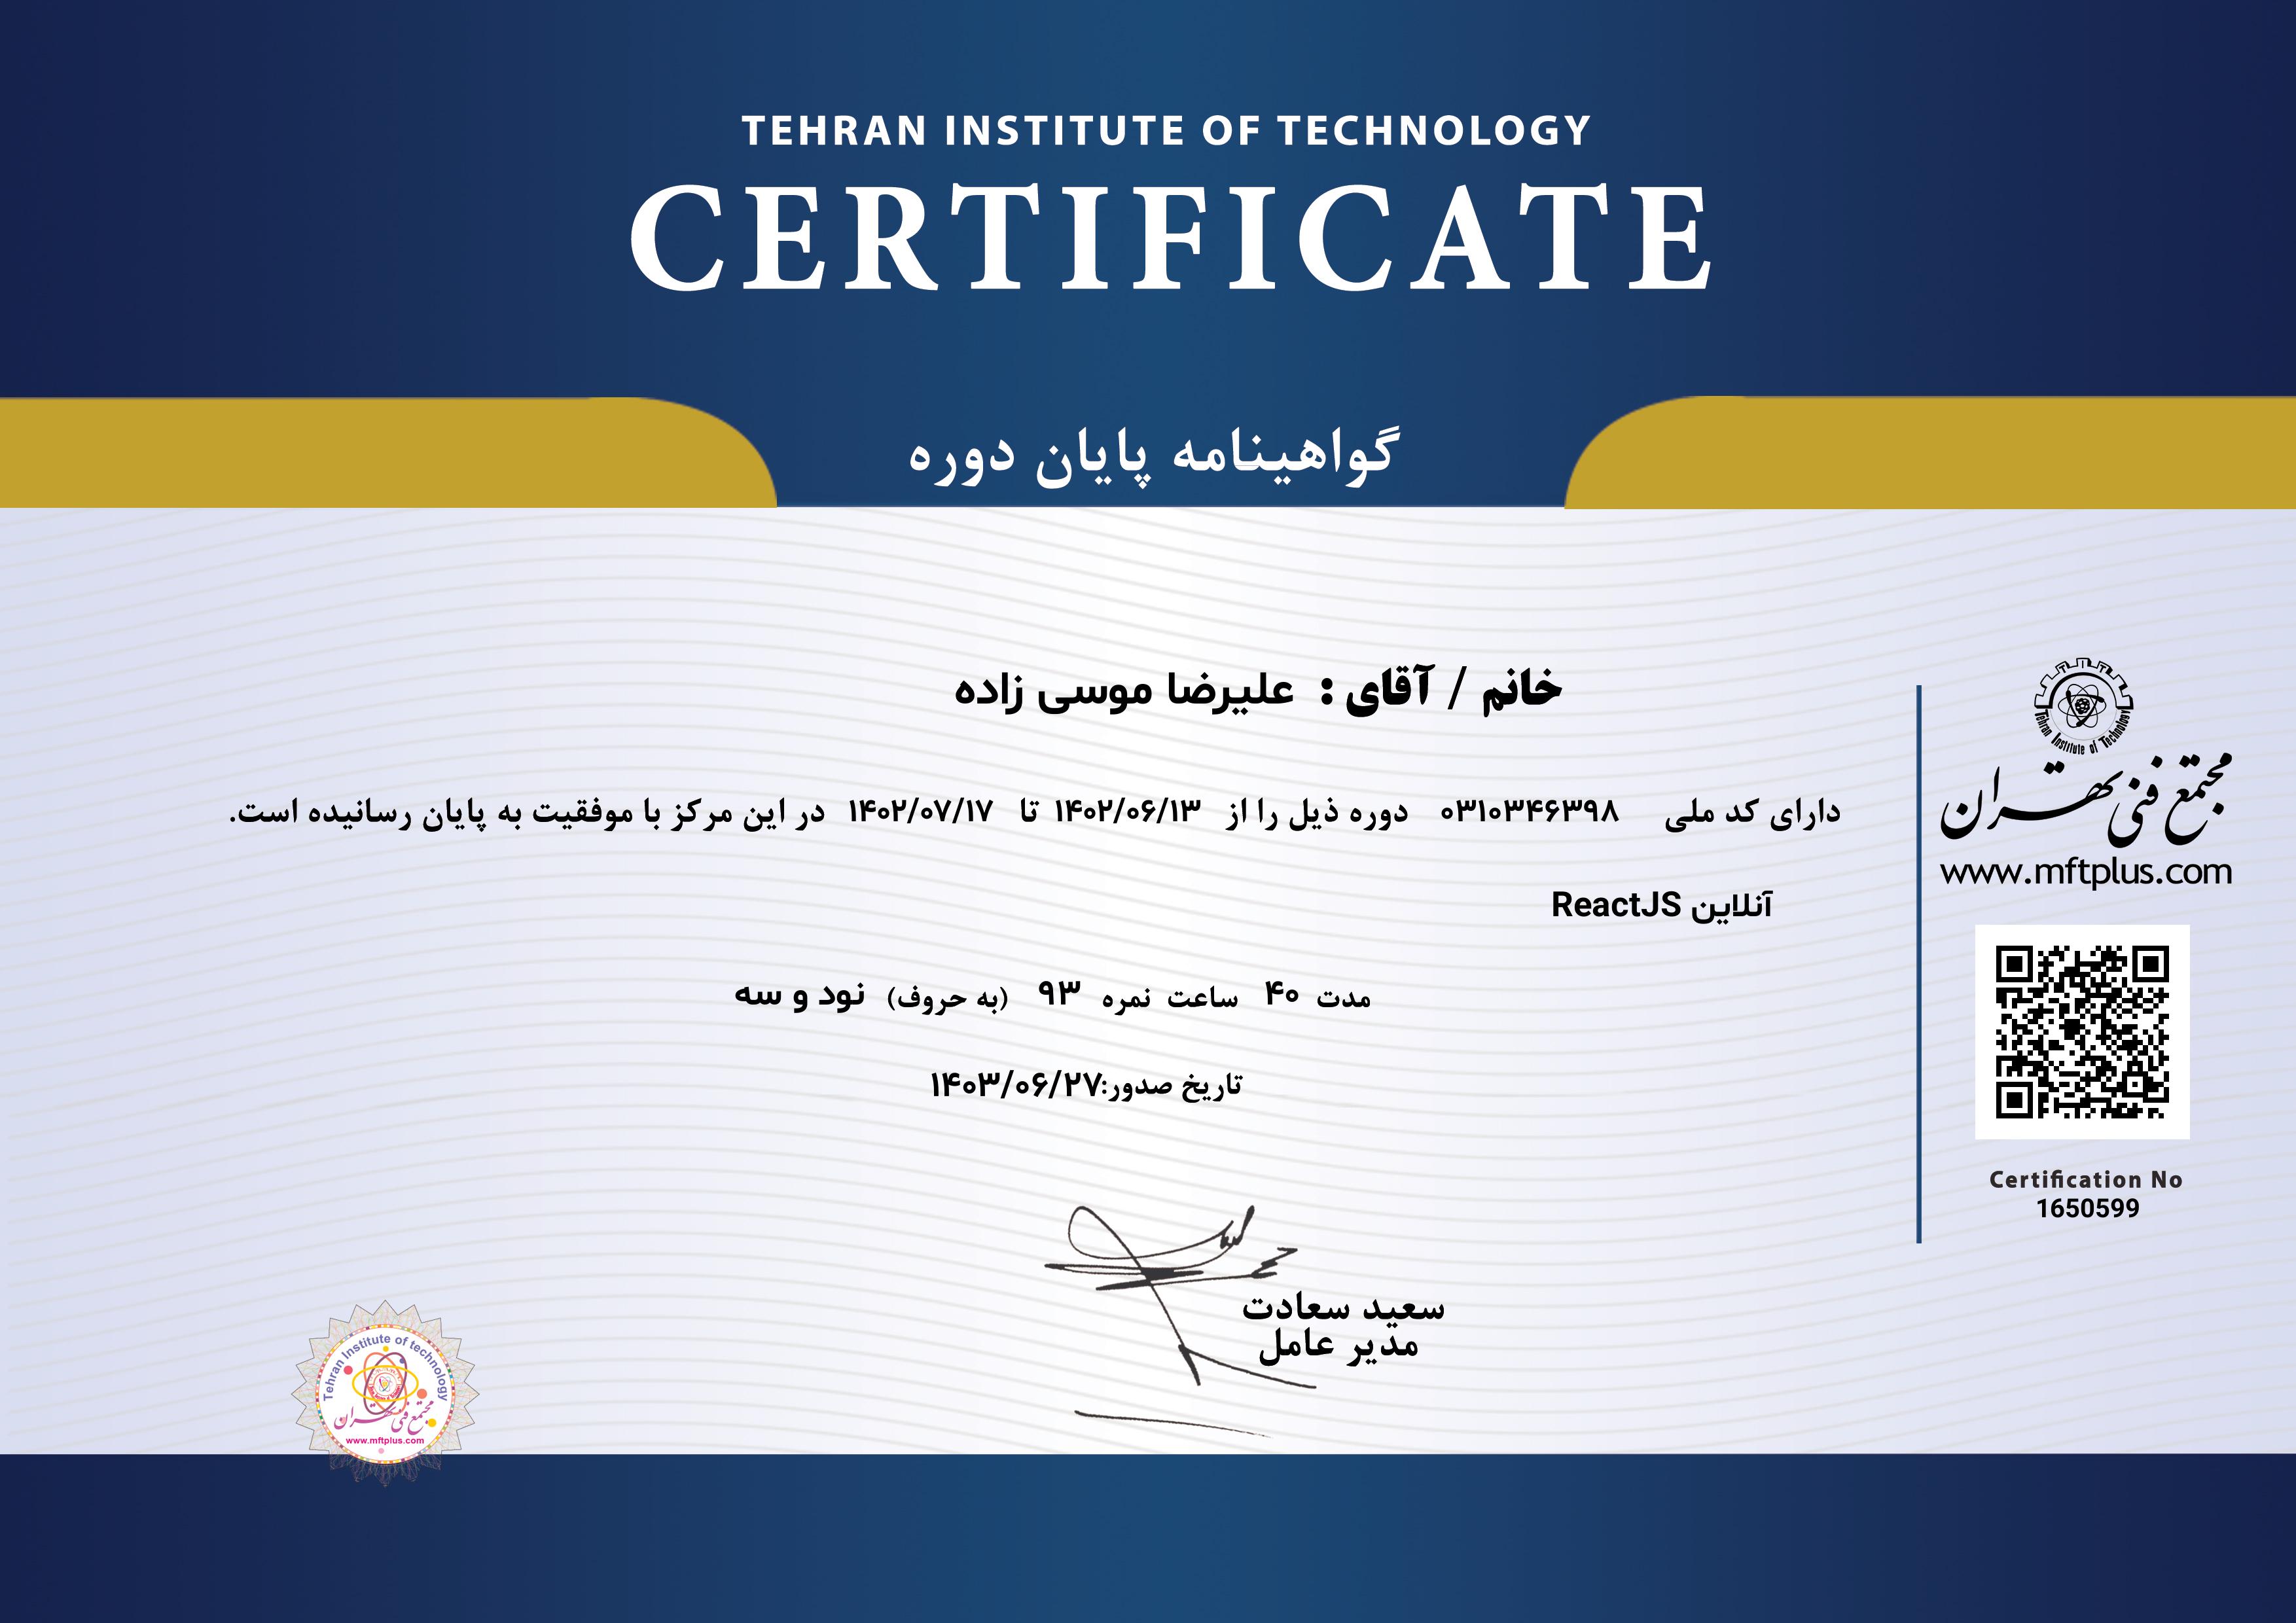 TEHRAN INSTITUTE OF TECHNOLOGY
CERTIFICATE
گواهینامه پایان دوره
خانم / آقای : علیرضا موسی زاده
دارای کد ملی ۰۳۱۰۳۴۶۳۹۸ دوره ذیل را از ۱۴۰۲/۰۶/۱۳ تا ۱۴۰۲/۰۷/۱۷ در این مرکز با موفقیت به پایان رسانیده است.
آنلاین ReactJS
مدت ۴۰ ساعت نمره ۹۳ (به حروف) نود و سه
تاریخ صدور:۱۴۰۳/۰۶/۲۷
سعید سعادت
مدیر عامل
Tehran Institute of Technology
مجتمع فنی تهران
www.mftplus.com
Certification No
1650599
Tehran Institute of technology
مجتمع فنی تهران
www.mftplus.com